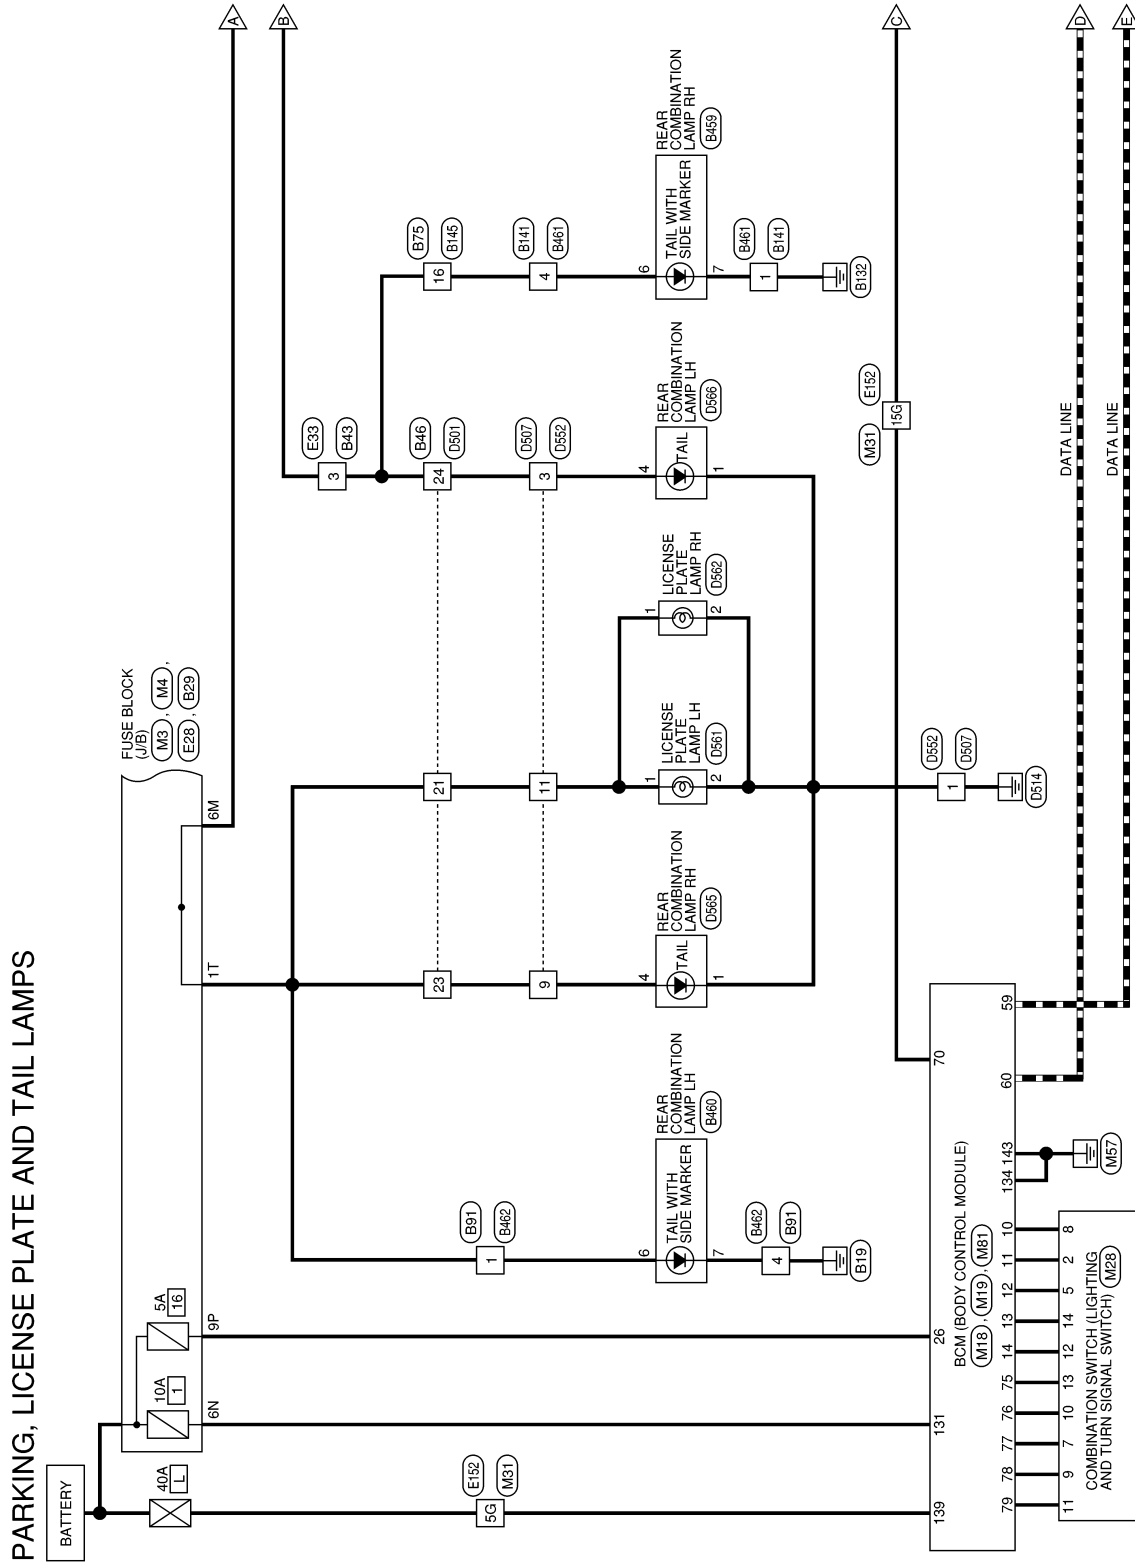 PARKING, LICENSE PLATE AND TAIL LAMPS
BATTERY
40A
L
10A
1
5A
16
FUSE BLOCK
(J/B)
M3 , M4 ,
E28 , B29
6N
9P
1T
6M
A
B
E152
M31
5G
B91
B462
1
23
21
24
B46
D501
E33
B43
3
B75
B145
16
9
11
3
D507
D552
B141
B461
4
REAR
COMBINATION
LAMP LH
B460
6
TAIL WITH
SIDE MARKER
7
B462
B91
4
B19
REAR
COMBINATION
LAMP RH
D565
4
TAIL
1
LICENSE
PLATE
LAMP LH
D561
1
2
LICENSE
PLATE
LAMP RH
D562
1
2
REAR
COMBINATION
LAMP LH
D566
4
TAIL
1
REAR
COMBINATION
LAMP RH
B459
6
TAIL WITH
SIDE MARKER
7
B461
B141
1
B132
M31
E152
15G
C
D552
D507
1
D514
139
131
26
70
BCM (BODY CONTROL MODULE)
M18 , M19 , M81
79
78
77
76
75
14
13
12
11
10
134
143
60
59
M57
11
9
7
10
13
12
14
5
2
8
COMBINATION SWITCH (LIGHTING
AND TURN SIGNAL SWITCH)
M28
DATA LINE
D
DATA LINE
E